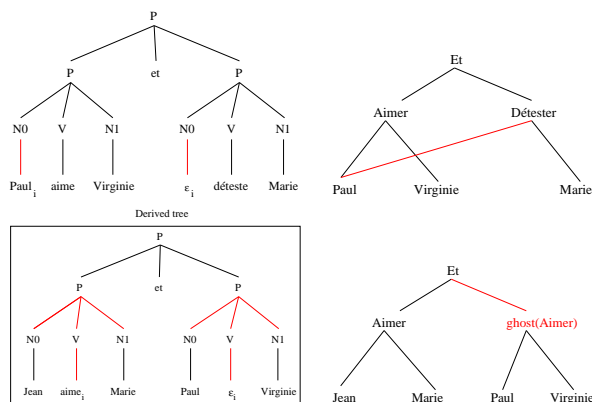 P
P et P
N0 V N1 N0 V N1
Paul i aime Virginie ε i déteste Marie
Et
Aimer Détester
Paul Virginie Marie
Derived tree
P
P et P
N0 V N1 N0 V N1
Jean aime i Marie Paul ε i Virginie
Et
Aimer ghost(Aimer)
Jean Marie Paul Virginie